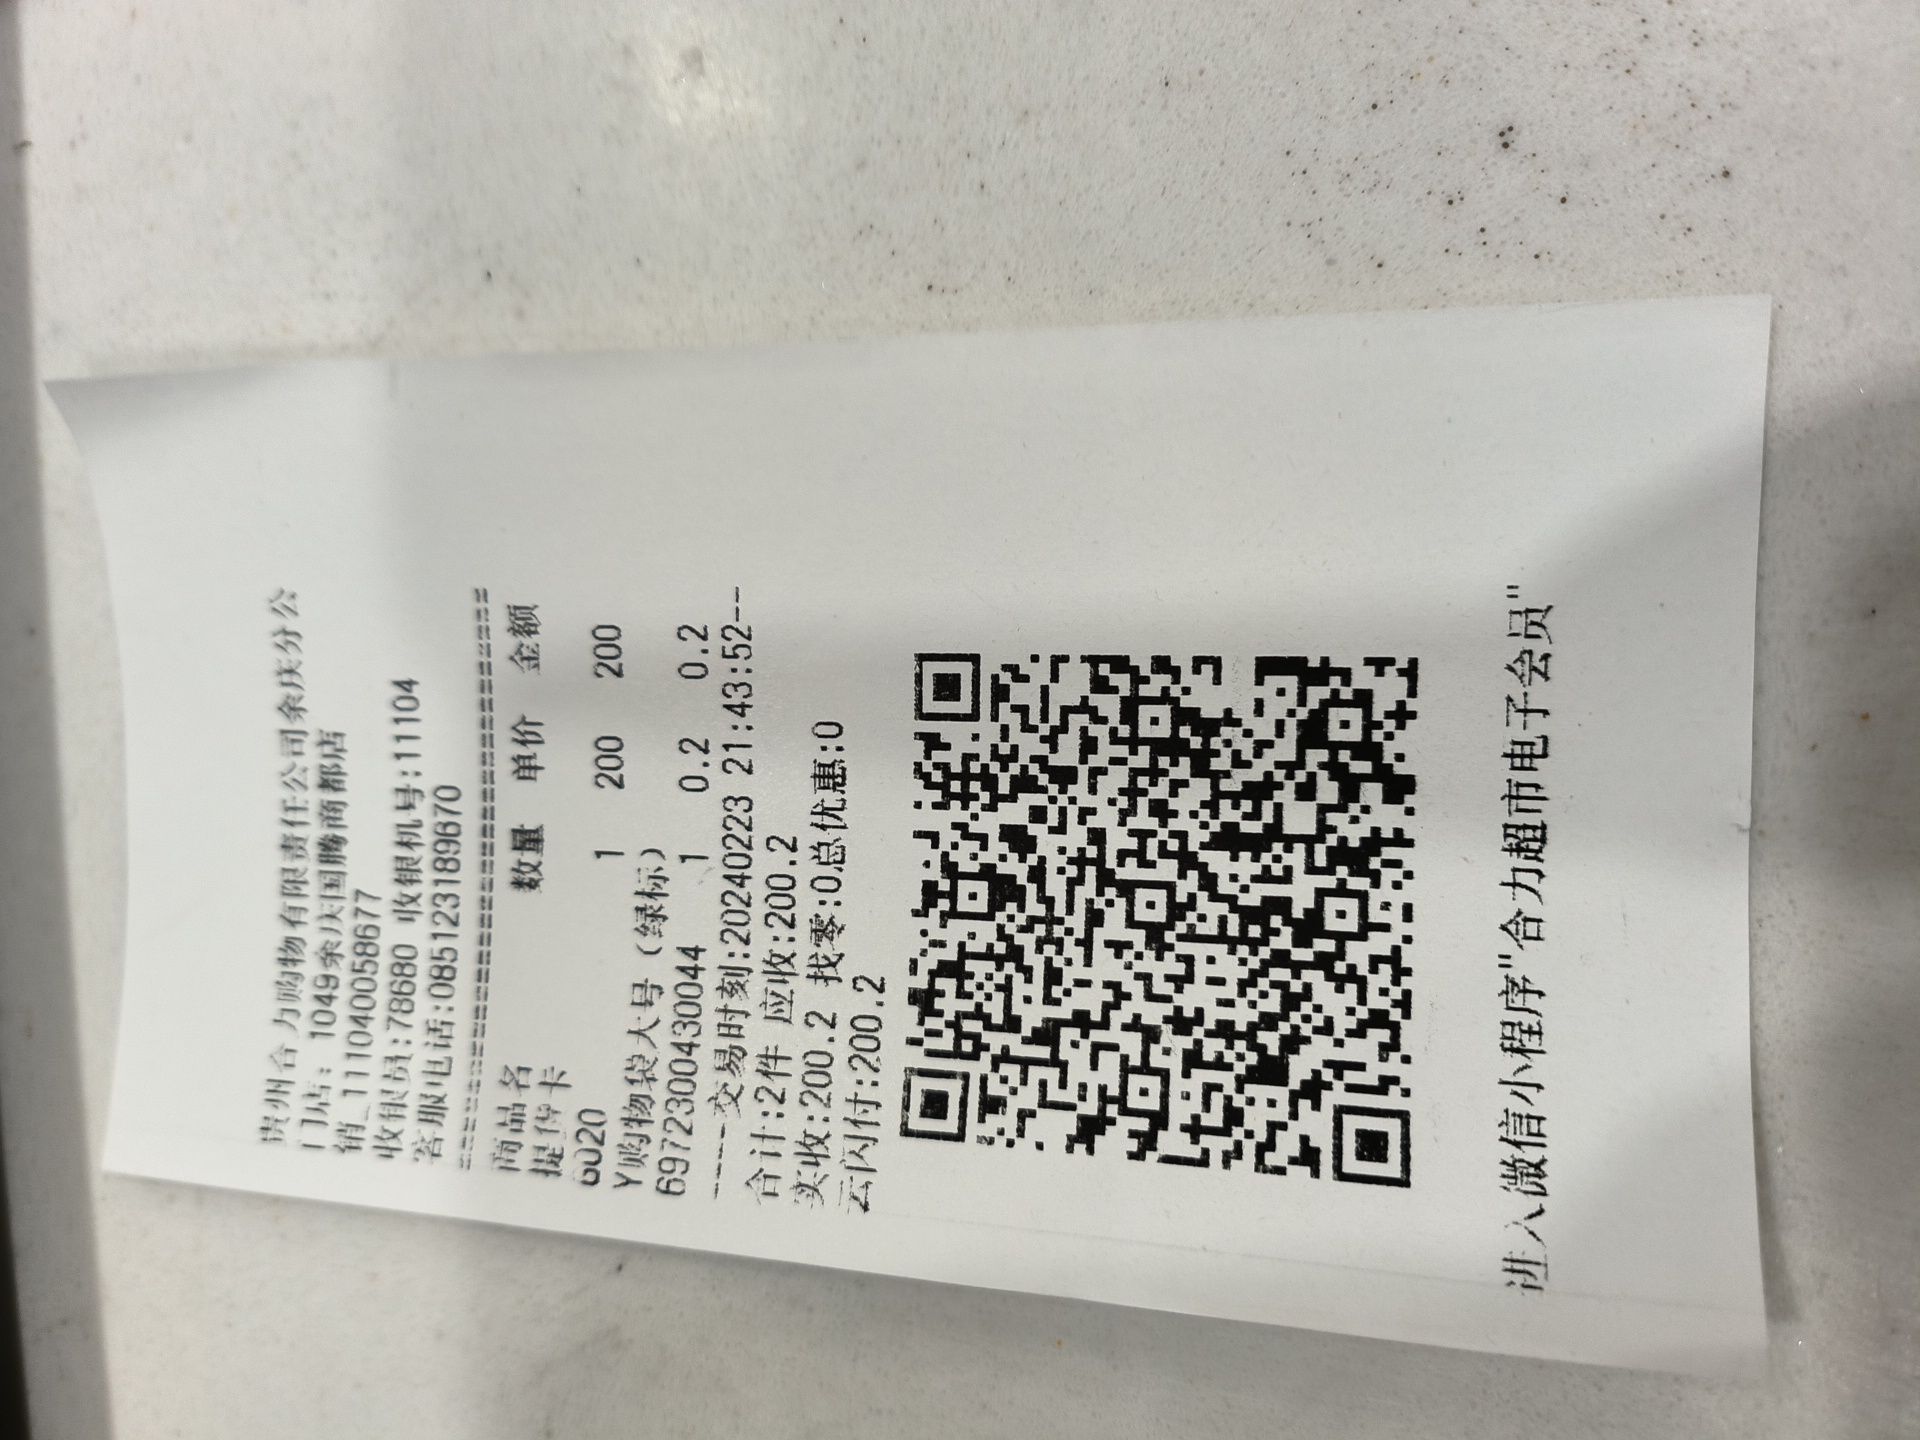 贵州合力购物有限责任公司余庆分公
门店: 1049余庆国腾商都店
销_111040058677
收银员:78680 收银机号:11104
客服电话:085123189670
==============================
商品名 数量 单价 金额
提货卡
6020 1 200 200
Y购物袋大号（绿标）
6972300430044 1 0.2 0.2
----交易时刻:20240223 21:43:52--
合计:2件 应收:200.2
实收:200.2 找零:0总优惠:0
云闪付:200.2
进入微信小程序"合力超市电子会员"